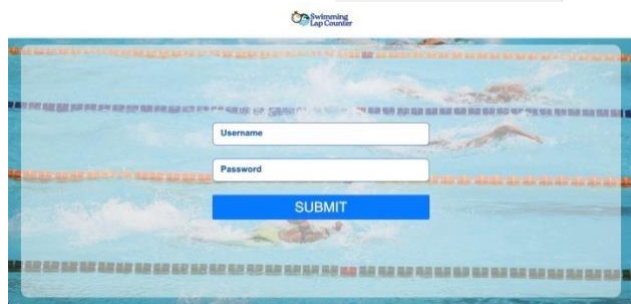 Swimming
Lap Counter
Username
Password
SUBMIT